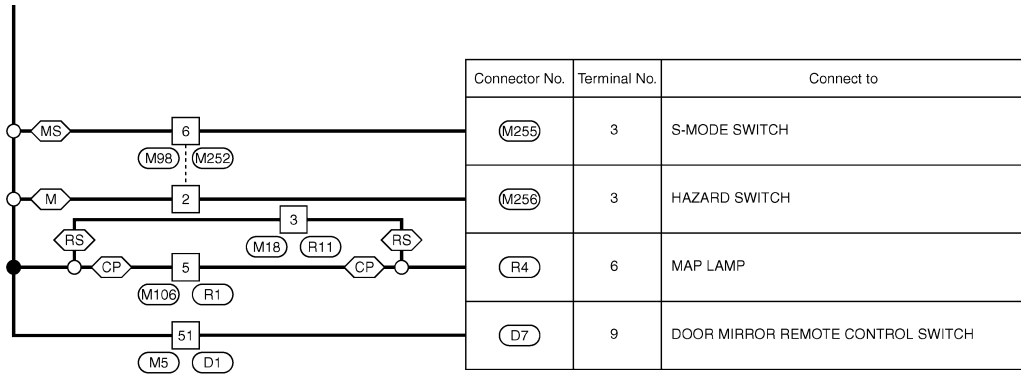 Connector No. Terminal No. Connect to
MS 6 M255 3 S-MODE SWITCH
M98 M252
M 2 M256 3 HAZARD SWITCH
3
RS M18 R11 RS
CP 5 CP R4 6 MAP LAMP
M106 R1
51 D7 9 DOOR MIRROR REMOTE CONTROL SWITCH
M5 D1